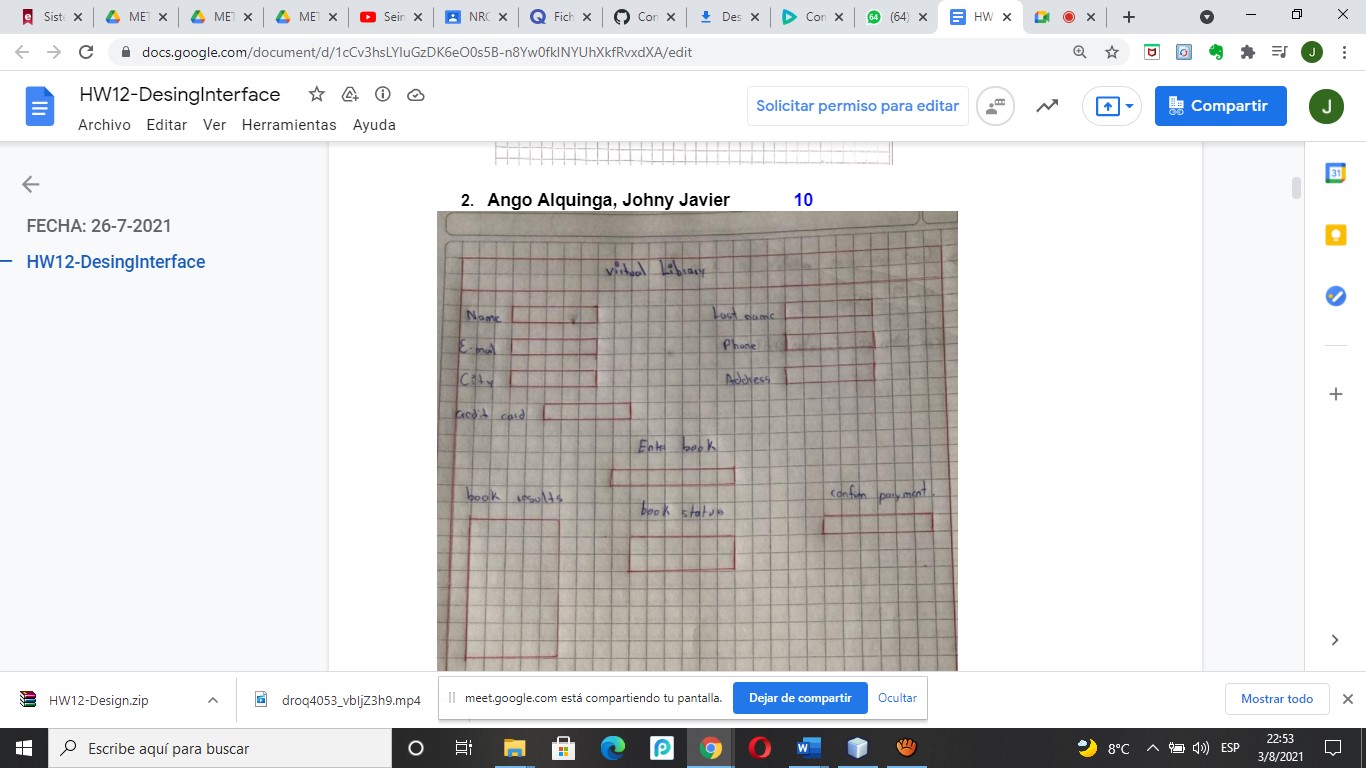 Siste
MET
MET
MET
Sein
NRC
Fich
Con
Des
Con
(64)
HW
docs.google.com/document/d/1cCv3hsLYIuGzDK6eO0s5B-n8Yw0fkINYUhXkfRvxdXA/edit
J
HW12-DesingInterface
Archivo Editar Ver Herramientas Ayuda
Solicitar permiso para editar
Compartir
J
FECHA: 26-7-2021
HW12-DesingInterface
31
2. Ango Alquinga, Johny Javier 10
Virtual Library
Name
Last name
E-mail
Phone
City
Address
credit card
Enter book
book results
confirm payment.
book status
HW12-Design.zip
droq4053_vbIjZ3h9.mp4
meet.google.com está compartiendo tu pantalla.
Dejar de compartir
Ocultar
Mostrar todo
Escribe aquí para buscar
8°C
ESP
22:53
3/8/2021